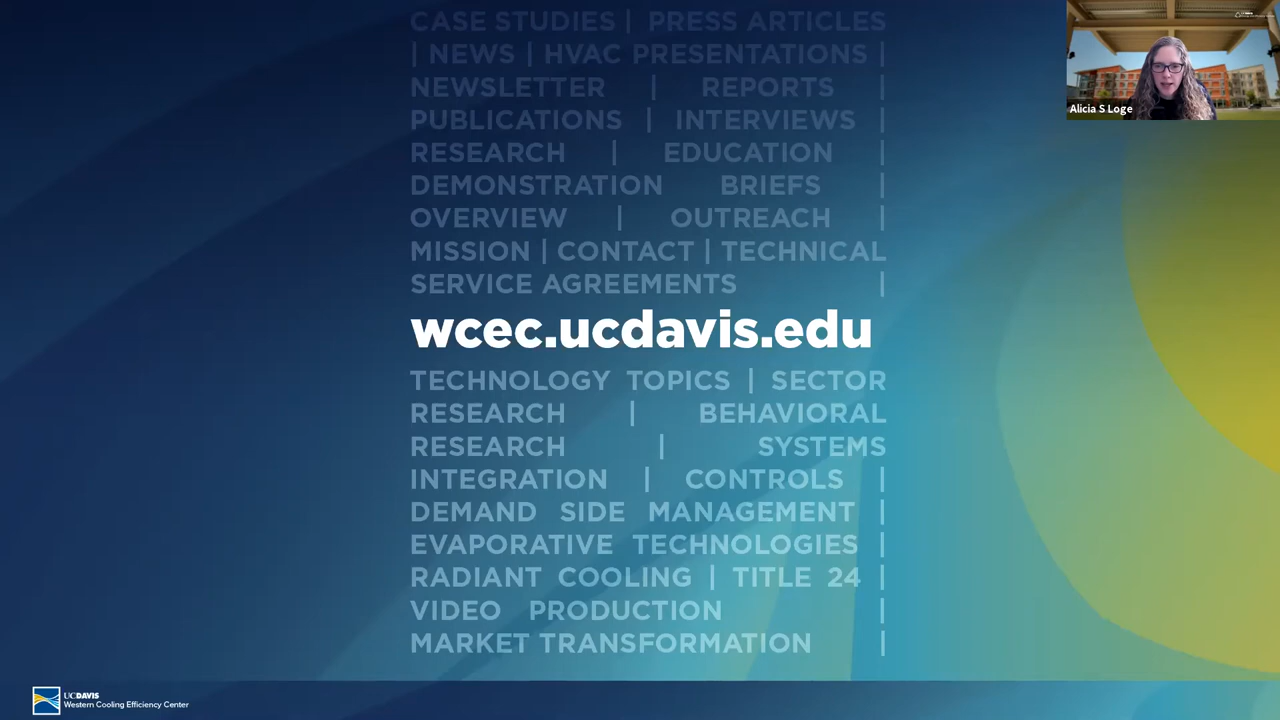 CASE STUDIES | PRESS ARTICLES
| NEWS | HVAC PRESENTATIONS |
NEWSLETTER | REPORTS |
PUBLICATIONS | INTERVIEWS |
RESEARCH | EDUCATION |
DEMONSTRATION BRIEFS |
OVERVIEW | OUTREACH |
MISSION | CONTACT | TECHNICAL
SERVICE AGREEMENTS |
wcec.ucdavis.edu
TECHNOLOGY TOPICS | SECTOR
RESEARCH | BEHAVIORAL
RESEARCH | SYSTEMS
INTEGRATION | CONTROLS |
DEMAND SIDE MANAGEMENT |
EVAPORATIVE TECHNOLOGIES |
RADIANT COOLING | TITLE 24 |
VIDEO PRODUCTION |
MARKET TRANSFORMATION |
Alicia S Loge
UCDAVIS
Western Cooling Efficiency Center